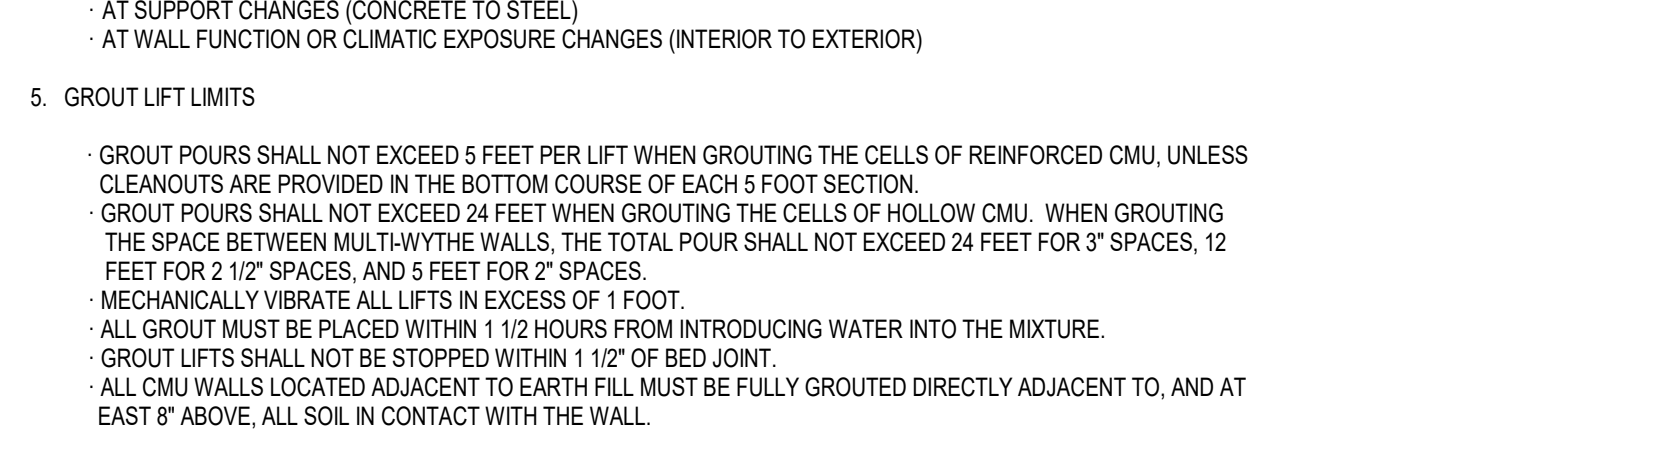 · AT SUPPORT CHANGES (CONCRETE TO STEEL)
· AT WALL FUNCTION OR CLIMATIC EXPOSURE CHANGES (INTERIOR TO EXTERIOR)
5. GROUT LIFT LIMITS
· GROUT POURS SHALL NOT EXCEED 5 FEET PER LIFT WHEN GROUTING THE CELLS OF REINFORCED CMU, UNLESS
CLEANOUTS ARE PROVIDED IN THE BOTTOM COURSE OF EACH 5 FOOT SECTION.
· GROUT POURS SHALL NOT EXCEED 24 FEET WHEN GROUTING THE CELLS OF HOLLOW CMU. WHEN GROUTING
THE SPACE BETWEEN MULTI-WYTHE WALLS, THE TOTAL POUR SHALL NOT EXCEED 24 FEET FOR 3" SPACES, 12
FEET FOR 2 1/2" SPACES, AND 5 FEET FOR 2" SPACES.
· MECHANICALLY VIBRATE ALL LIFTS IN EXCESS OF 1 FOOT.
· ALL GROUT MUST BE PLACED WITHIN 1 1/2 HOURS FROM INTRODUCING WATER INTO THE MIXTURE.
· GROUT LIFTS SHALL NOT BE STOPPED WITHIN 1 1/2" OF BED JOINT.
· ALL CMU WALLS LOCATED ADJACENT TO EARTH FILL MUST BE FULLY GROUTED DIRECTLY ADJACENT TO, AND AT
EAST 8" ABOVE, ALL SOIL IN CONTACT WITH THE WALL.